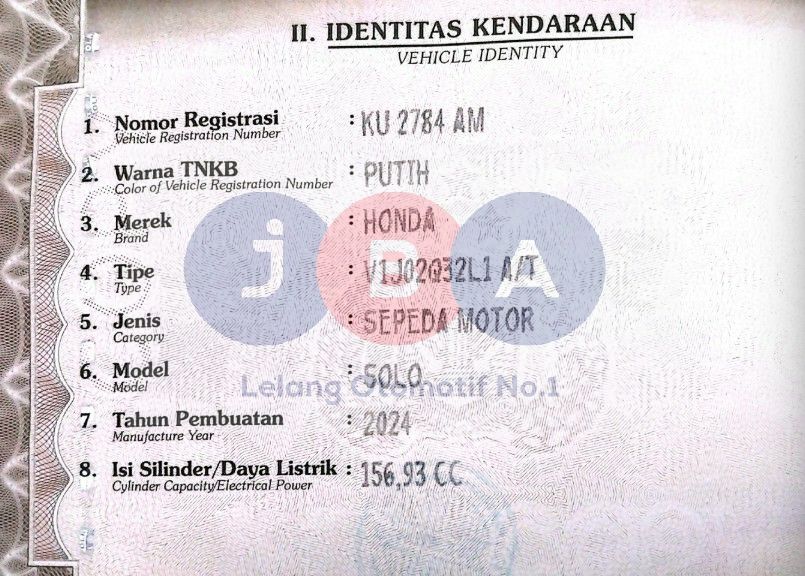 II. IDENTITAS KENDARAAN
VEHICLE IDENTITY
1. Nomor Registrasi : KU 2784 AM
Vehicle Registration Number
2. Warna TNKB : PUTIH
Color of Vehicle Registration Number
3. Merek : HONDA
Brand
4. Tipe : V1J02Q32L1 A/T
Type
5. Jenis : SEPEDA MOTOR
Category
6. Model : SOLO
Model
7. Tahun Pembuatan : 2024
Manufacture Year
8. Isi Silinder/Daya Listrik : 156,93 CC
Cylinder Capacity/Electrical Power
jBA
Lelang Otomotif No.1